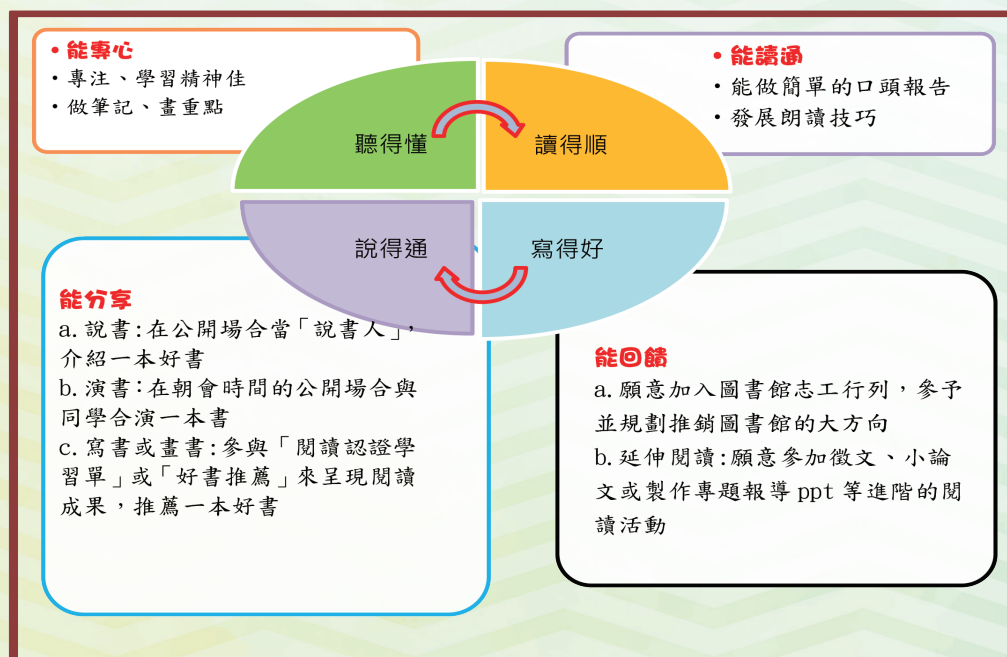 • 能專心
• 專注、學習精神佳
• 做筆記、畫重點
• 能讀通
• 能做簡單的口頭報告
• 發展朗讀技巧
聽得懂
讀得順
說得通
寫得好
能分享
a. 說書:在公開場合當「說書人」,
介紹一本好書
b. 演書:在朝會時間的公開場合與
同學合演一本書
c. 寫書或畫書:參與「閱讀認證學
習單」或「好書推薦」來呈現閱讀
成果,推薦一本好書
能回饋
a. 願意加入圖書館志工行列,參予
並規劃推銷圖書館的大方向
b. 延伸閱讀:願意參加徵文、小論
文或製作專題報導 ppt 等進階的閱
讀活動